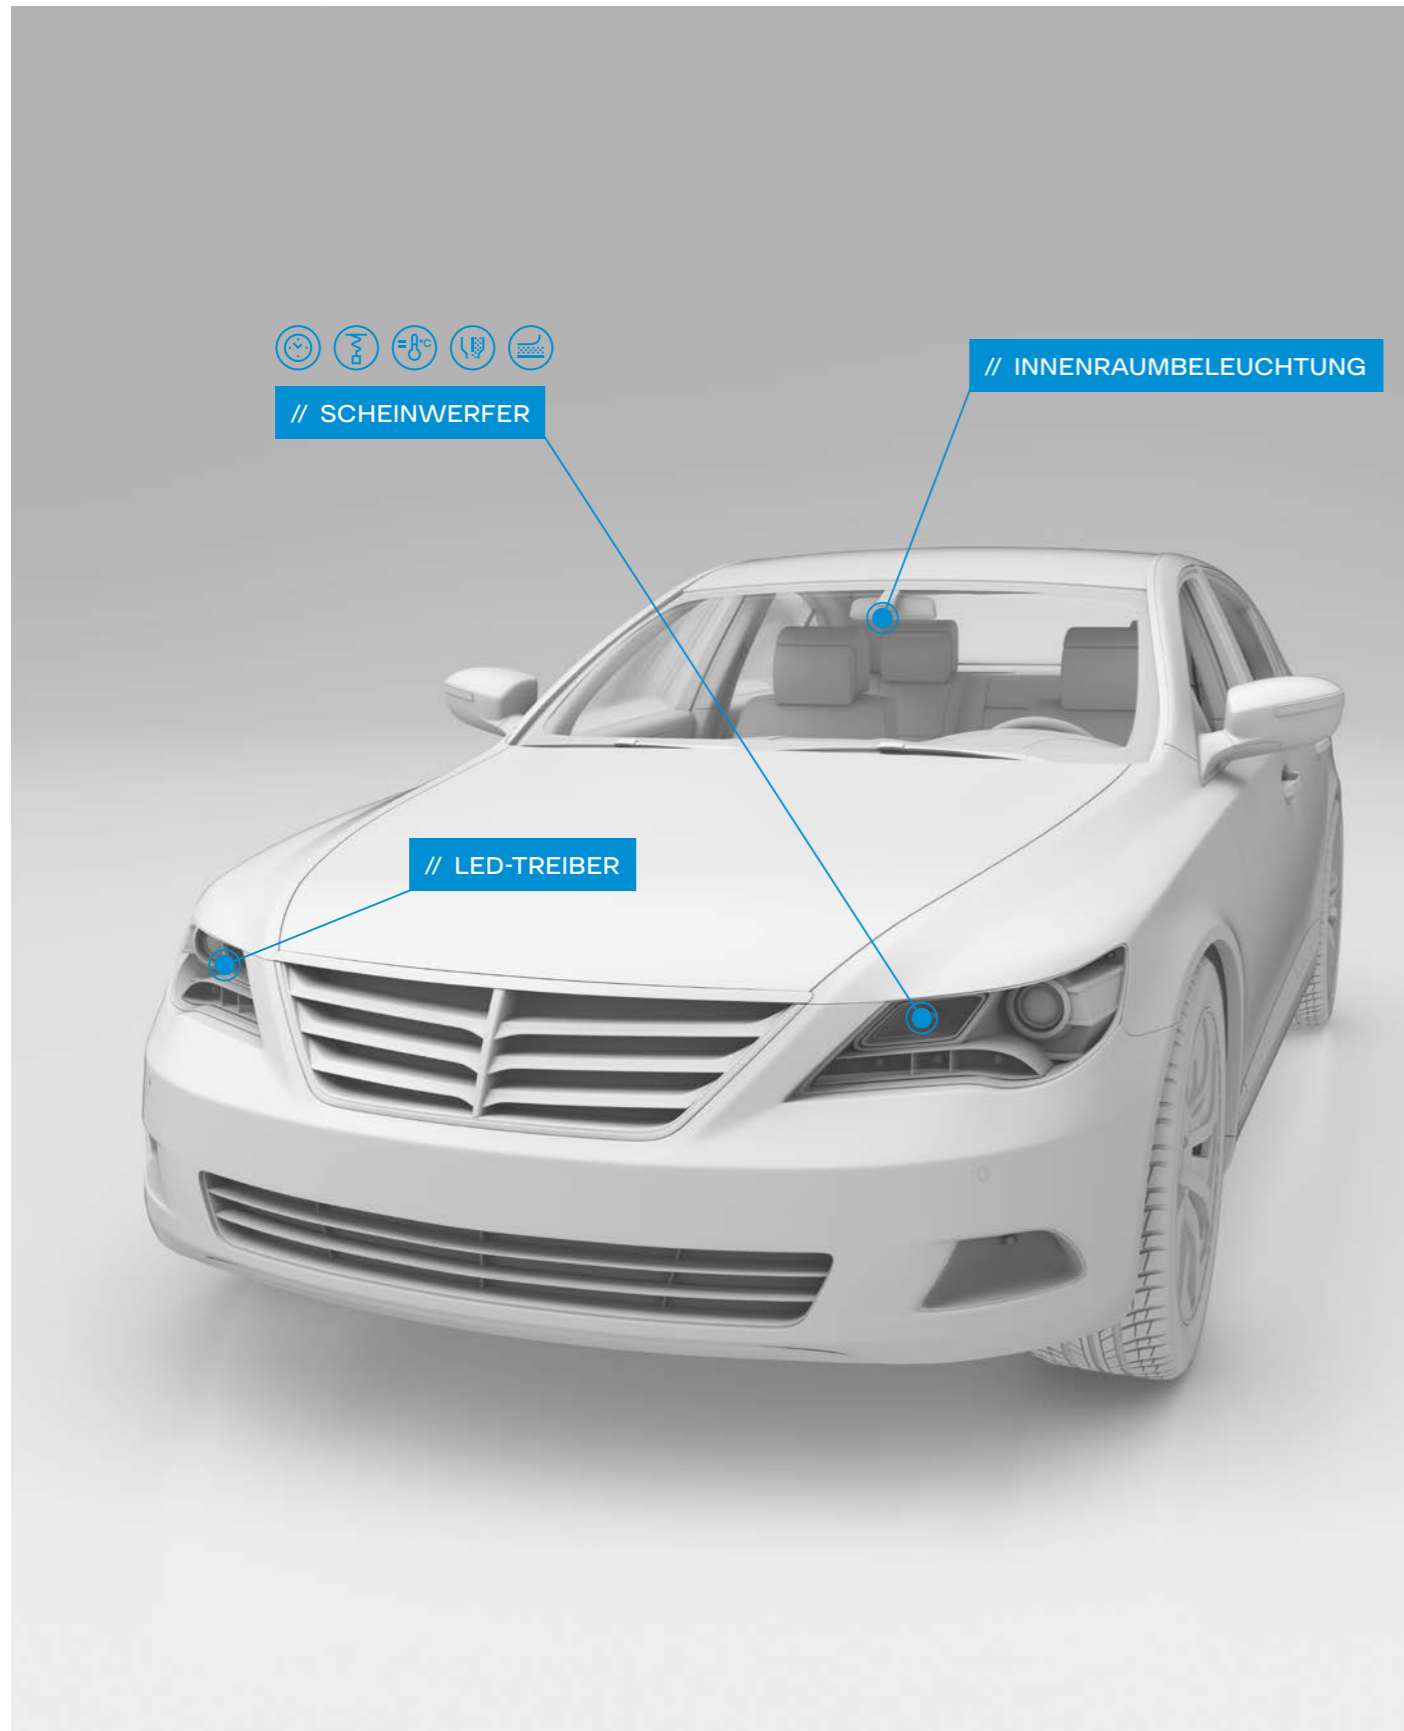 // INNENRAUMBELEUCHTUNG
=°C
// SCHEINWERFER
// LED-TREIBER